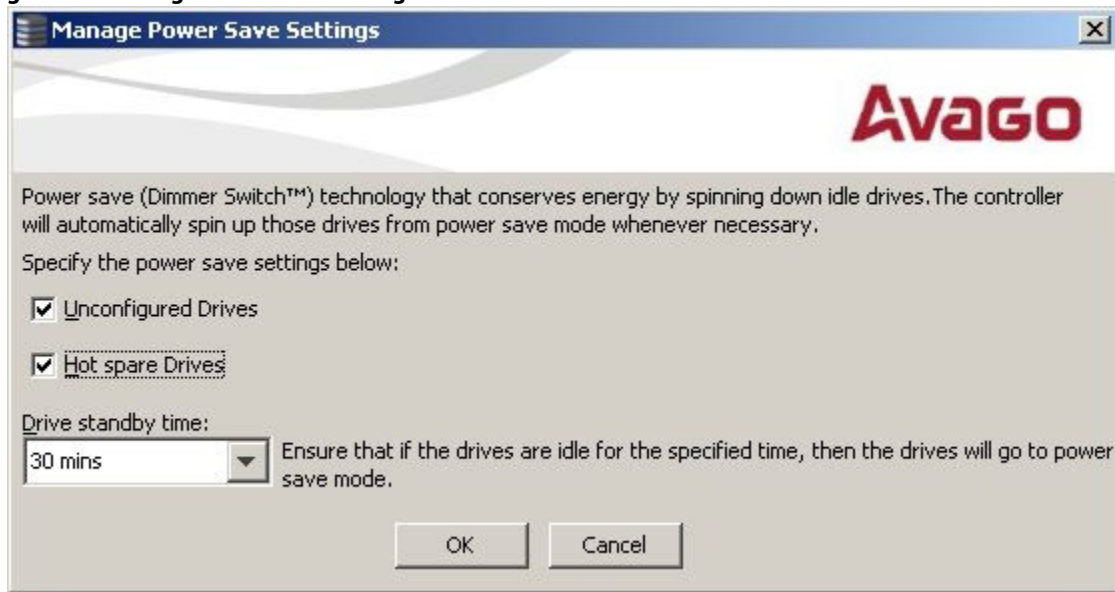 Manage Power Save Settings
AVAGO
Power save (Dimmer Switch™) technology that conserves energy by spinning down idle drives.The controller
will automatically spin up those drives from power save mode whenever necessary.
Specify the power save settings below:
Unconfigured Drives
Hot spare Drives
Drive standby time:
30 mins
Ensure that if the drives are idle for the specified time, then the drives will go to power
save mode.
OK Cancel